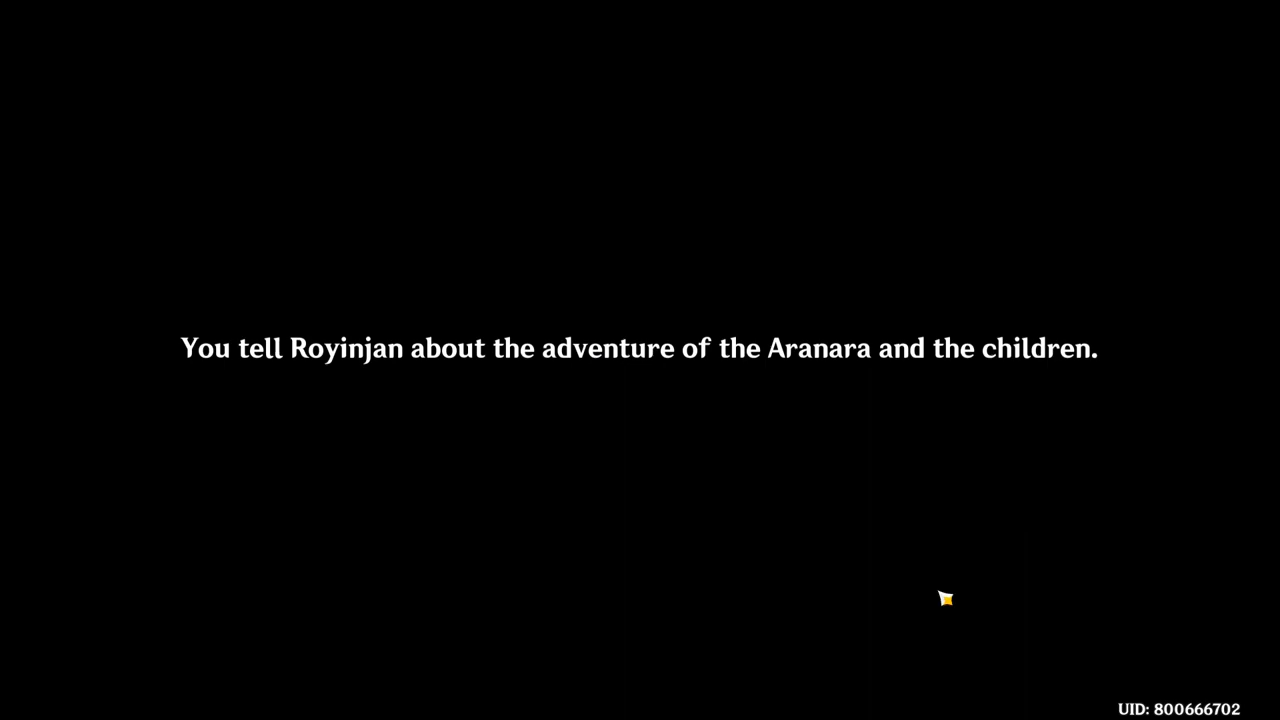 You tell Royinjan about the adventure of the Aranara and the children.
UID: 800666702